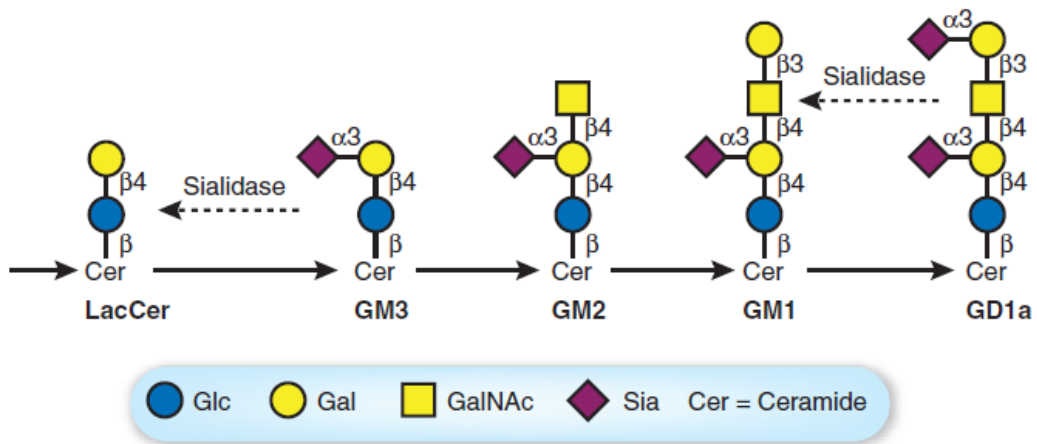 α3
β3
Sialidase
β4
α3
β4
β
Cer
LacCer
Sialidase
α3
β4
β
Cer
GM3
β4
α3
β4
β
Cer
GM2
β3
β4
α3
β4
β
Cer
GM1
β4
α3
β4
β
Cer
GD1a
Glc Gal GalNAc Sia Cer = Ceramide